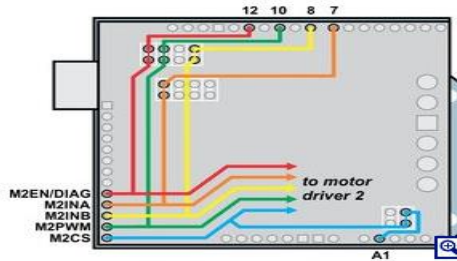 12 10 8 7
M2EN/DIAG
M2INA
M2INB
M2PWM
M2CS
to motor
driver 2
A1